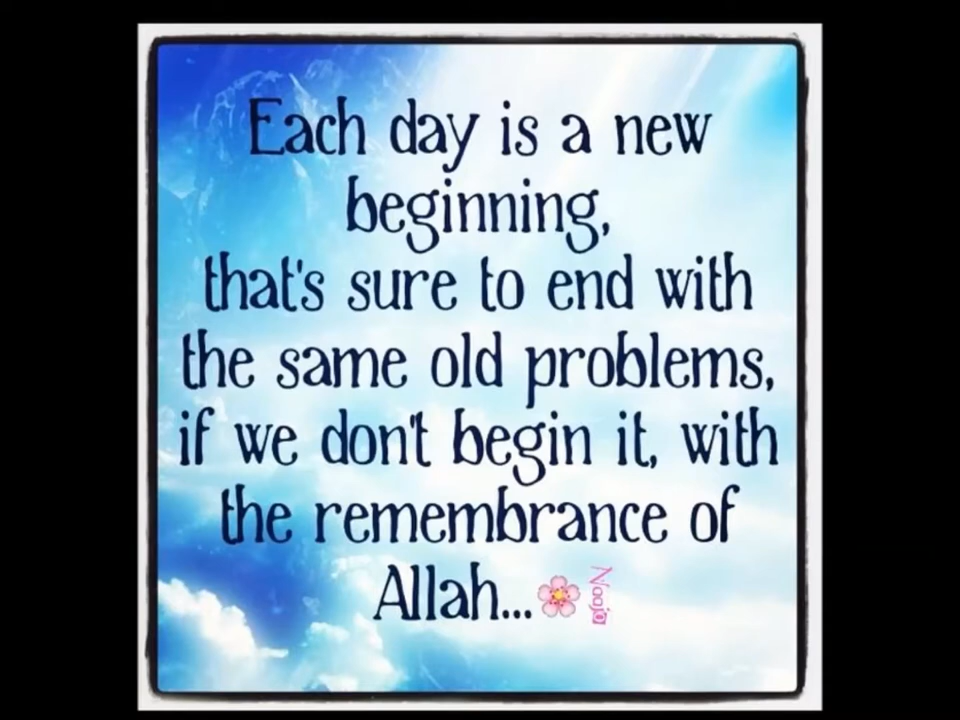 Each day is a new
beginning,
that's sure to end with
the same old problems,
if we don't begin it, with
the remembrance of
Allah...🌸